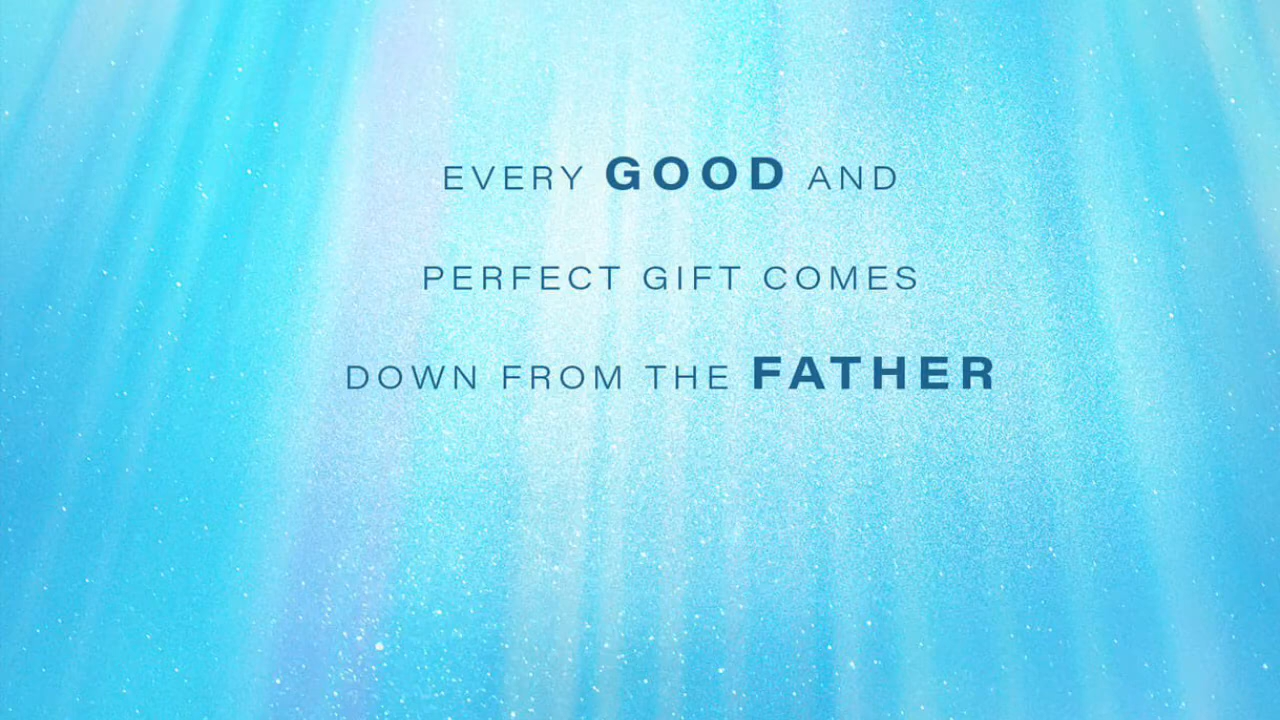 EVERY GOOD AND
PERFECT GIFT COMES
DOWN FROM THE FATHER